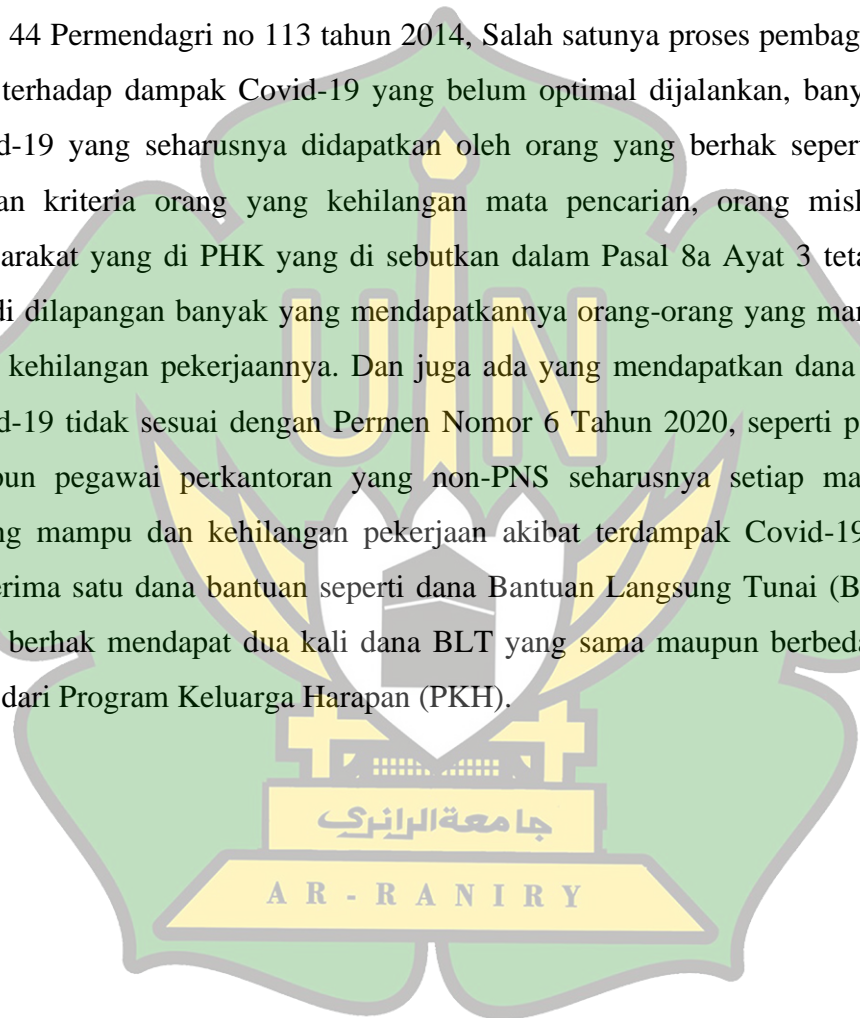 44 Permendagri no 113 tahun 2014, Salah satunya proses pembag
terhadap dampak Covid-19 yang belum optimal dijalankan, bany
d-19 yang seharusnya didapatkan oleh orang yang berhak seper
an kriteria orang yang kehilangan mata pencarian, orang misk
arakat yang di PHK yang di sebutkan dalam Pasal 8a Ayat 3 teta
di dilapangan banyak yang mendapatkannya orang-orang yang mar
kehilangan pekerjaannya. Dan juga ada yang mendapatkan dana
d-19 tidak sesuai dengan Permen Nomor 6 Tahun 2020, seperti p
pun pegawai perkantoran yang non-PNS seharusnya setiap ma
ng mampu dan kehilangan pekerjaan akibat terdampak Covid-19
erima satu dana bantuan seperti dana Bantuan Langsung Tunai (B
berhak mendapat dua kali dana BLT yang sama maupun berbeda
dari Program Keluarga Harapan (PKH).
UIN
جامعةالرانري
AR-RANIRY